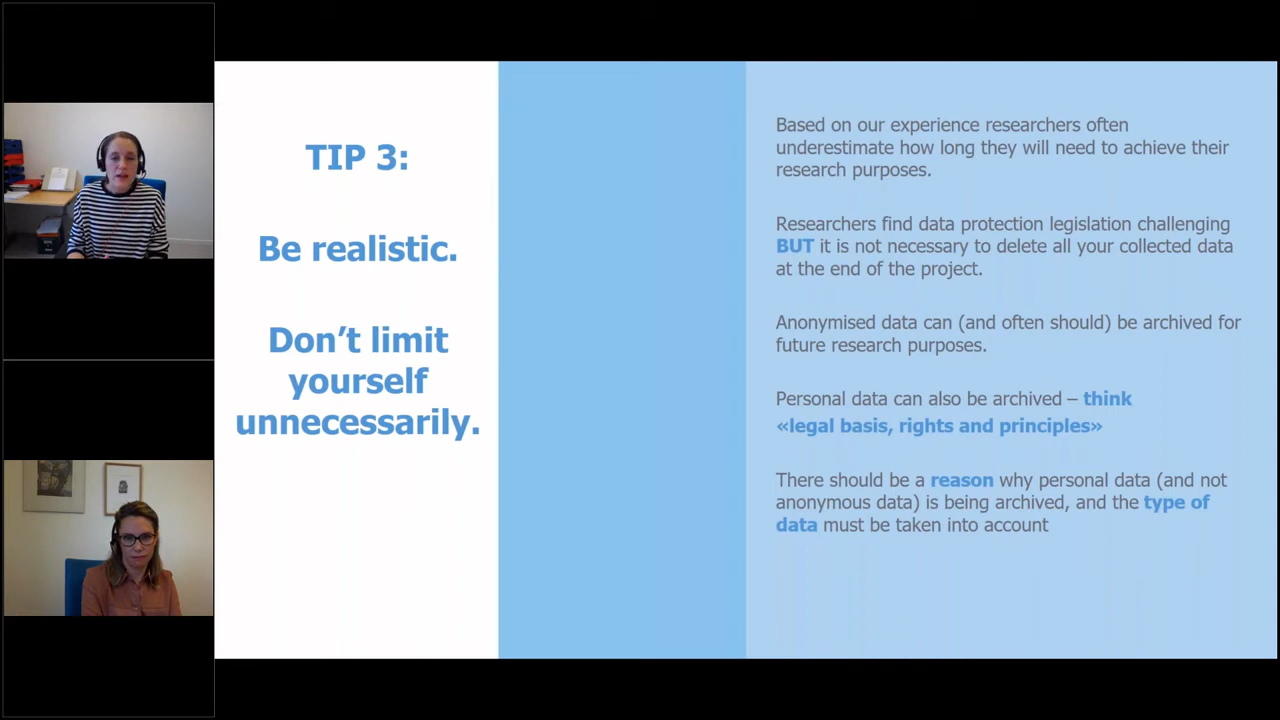 TIP 3:
Be realistic.
Don’t limit
yourself
unnecessarily.
Based on our experience researchers often
underestimate how long they will need to achieve their
research purposes.
Researchers find data protection legislation challenging
BUT it is not necessary to delete all your collected data
at the end of the project.
Anonymised data can (and often should) be archived for
future research purposes.
Personal data can also be archived – think
«legal basis, rights and principles»
There should be a reason why personal data (and not
anonymous data) is being archived, and the type of
data must be taken into account